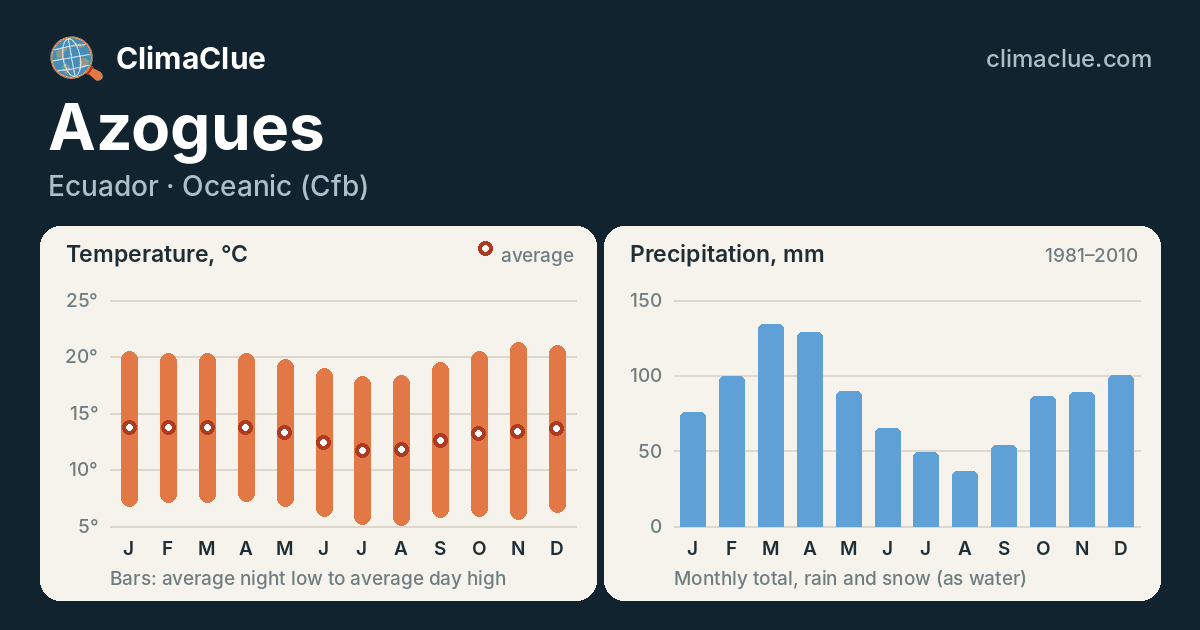 ClimaClue
climaclue.com
Azogues
Ecuador · Oceanic (Cfb)
Temperature, °C
average
25°
20°
15°
10°
5°
J F M A M J J A S O N D
Bars: average night low to average day high
Precipitation, mm
1981–2010
150
100
50
0
J F M A M J J A S O N D
Monthly total, rain and snow (as water)